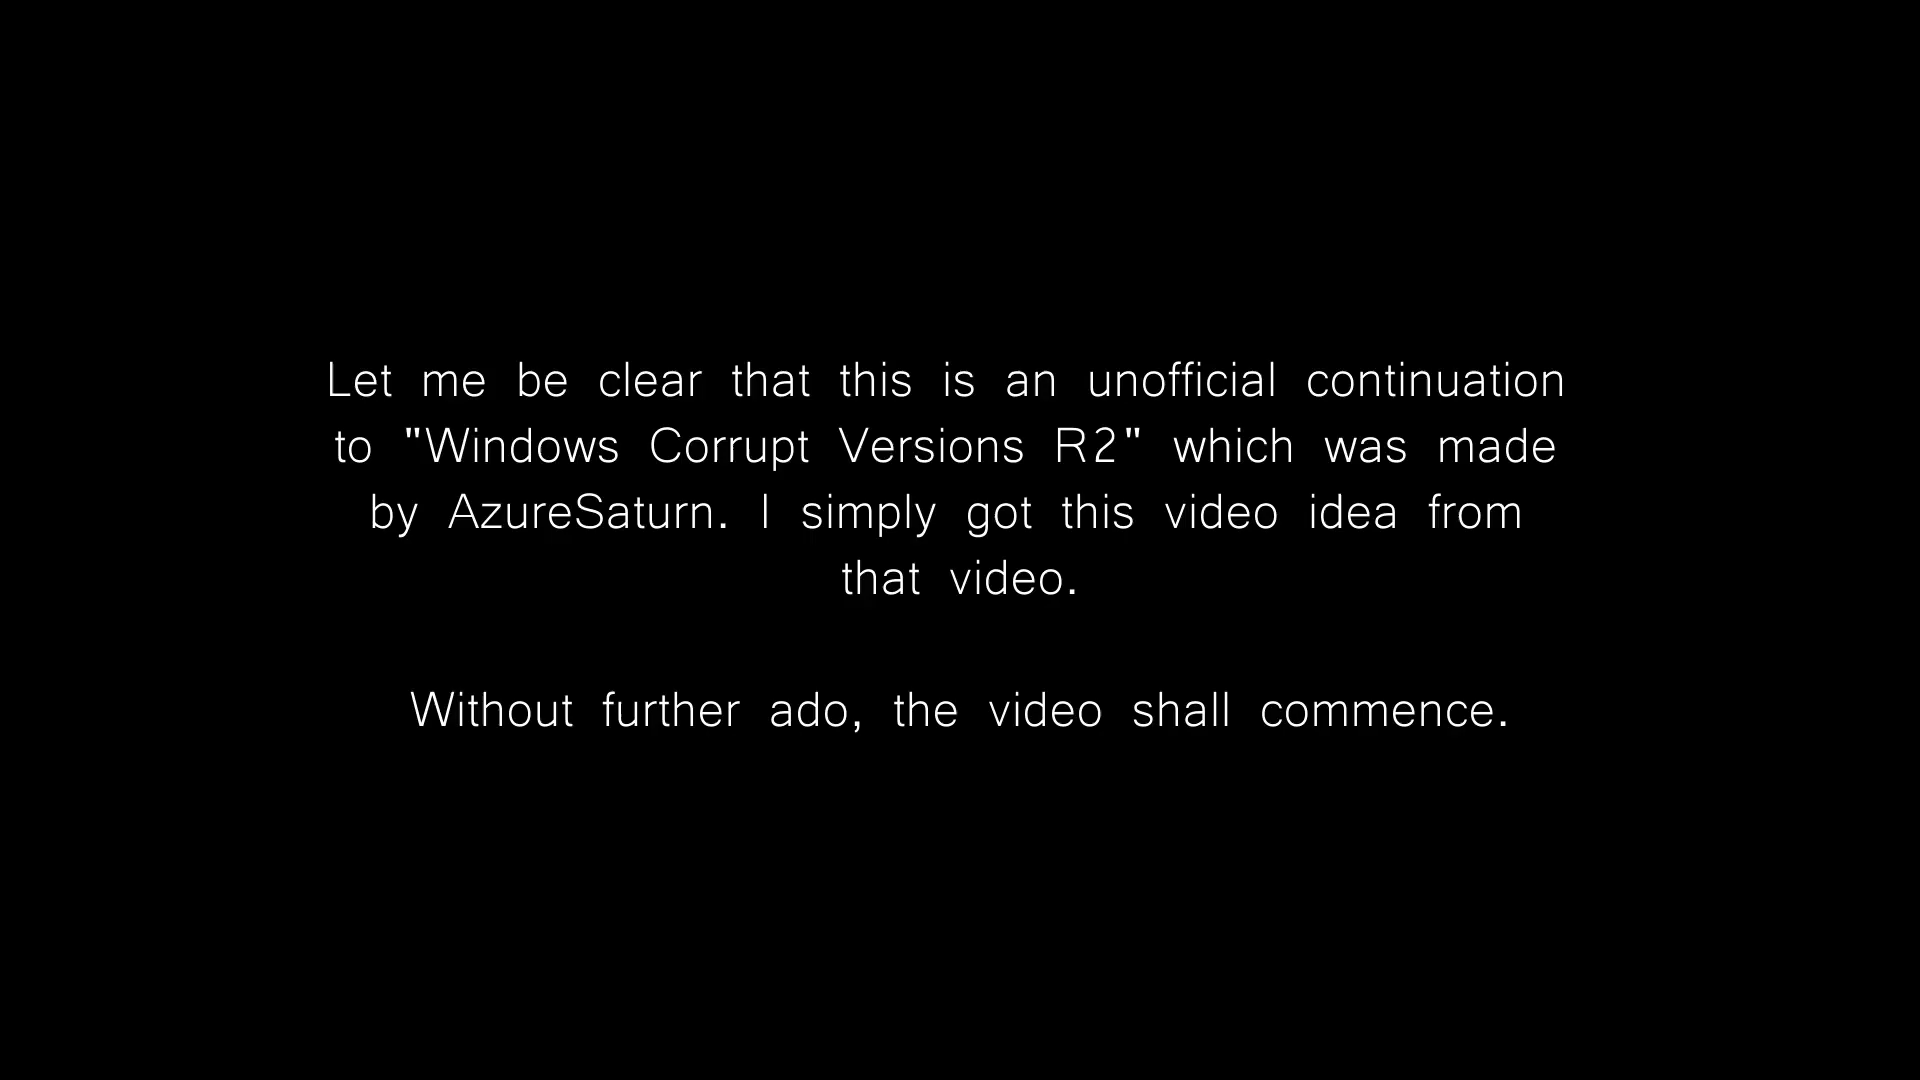 Let me be clear that this is an unofficial continuation
to "Windows Corrupt Versions R2" which was made
by AzureSaturn. I simply got this video idea from
that video.
Without further ado, the video shall commence.